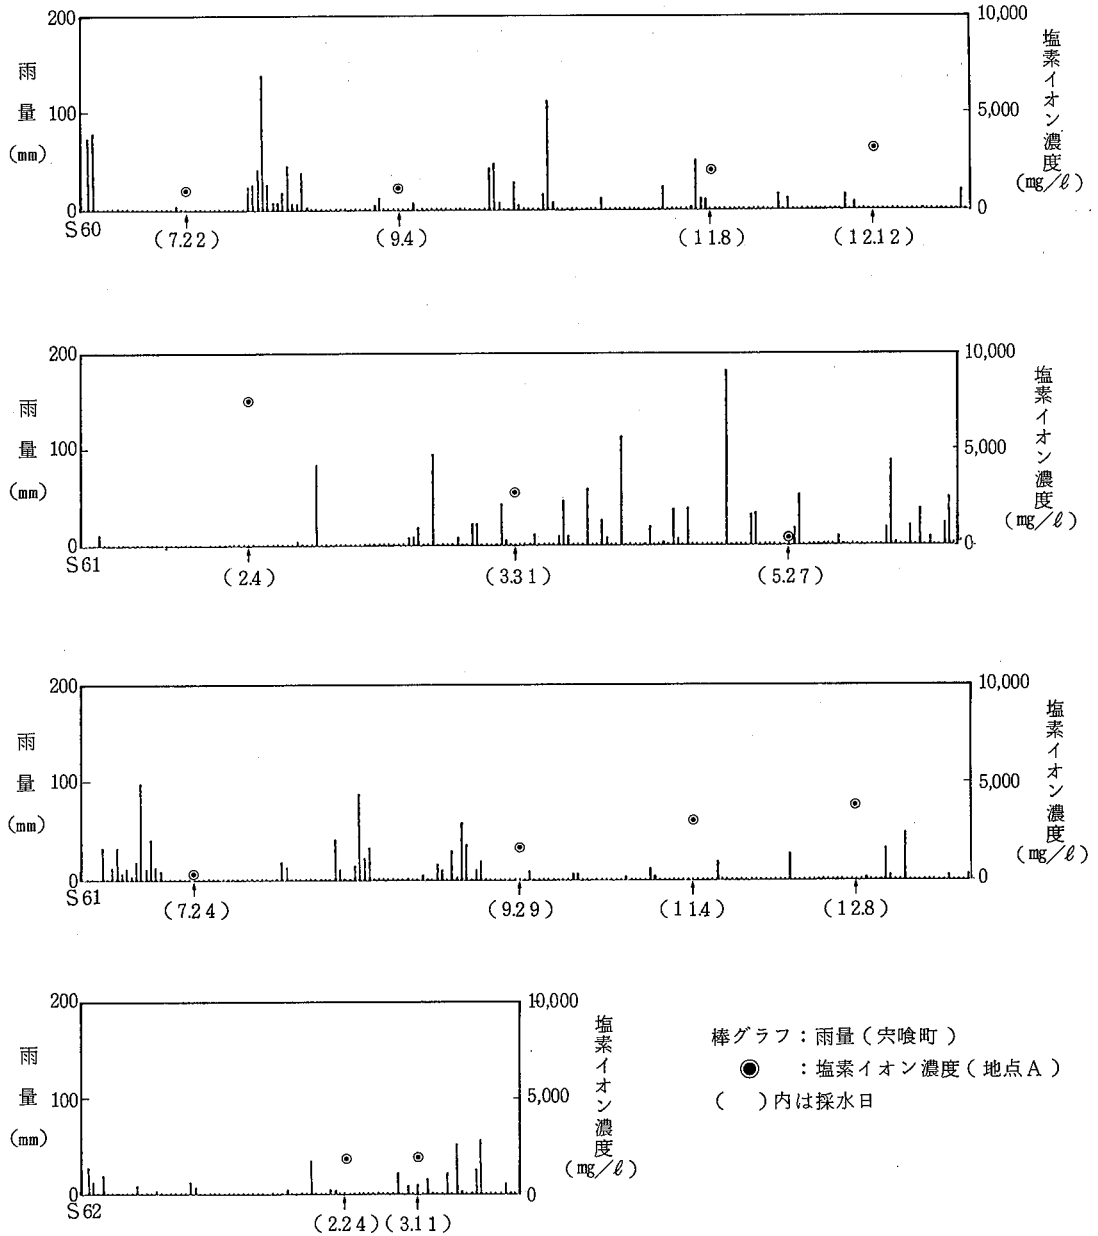 200
100
0
雨量
(mm)
10,000
5,000
0
塩素イオン濃度
(mg/ℓ)
S60
(7.22)
(9.4)
(11.8)
(12.12)
200
100
0
雨量
(mm)
10,000
5,000
0
塩素イオン濃度
(mg/ℓ)
S61
(2.4)
(3.31)
(5.27)
200
100
0
雨量
(mm)
10,000
5,000
0
塩素イオン濃度
(mg/ℓ)
S61
(7.24)
(9.29)
(11.4)
(12.8)
200
100
0
雨量
(mm)
10,000
5,000
0
塩素イオン濃度
(mg/ℓ)
S62
(2.24)
(3.11)
棒グラフ：雨量(宍喰町)
：塩素イオン濃度(地点A)
( )内は採水日